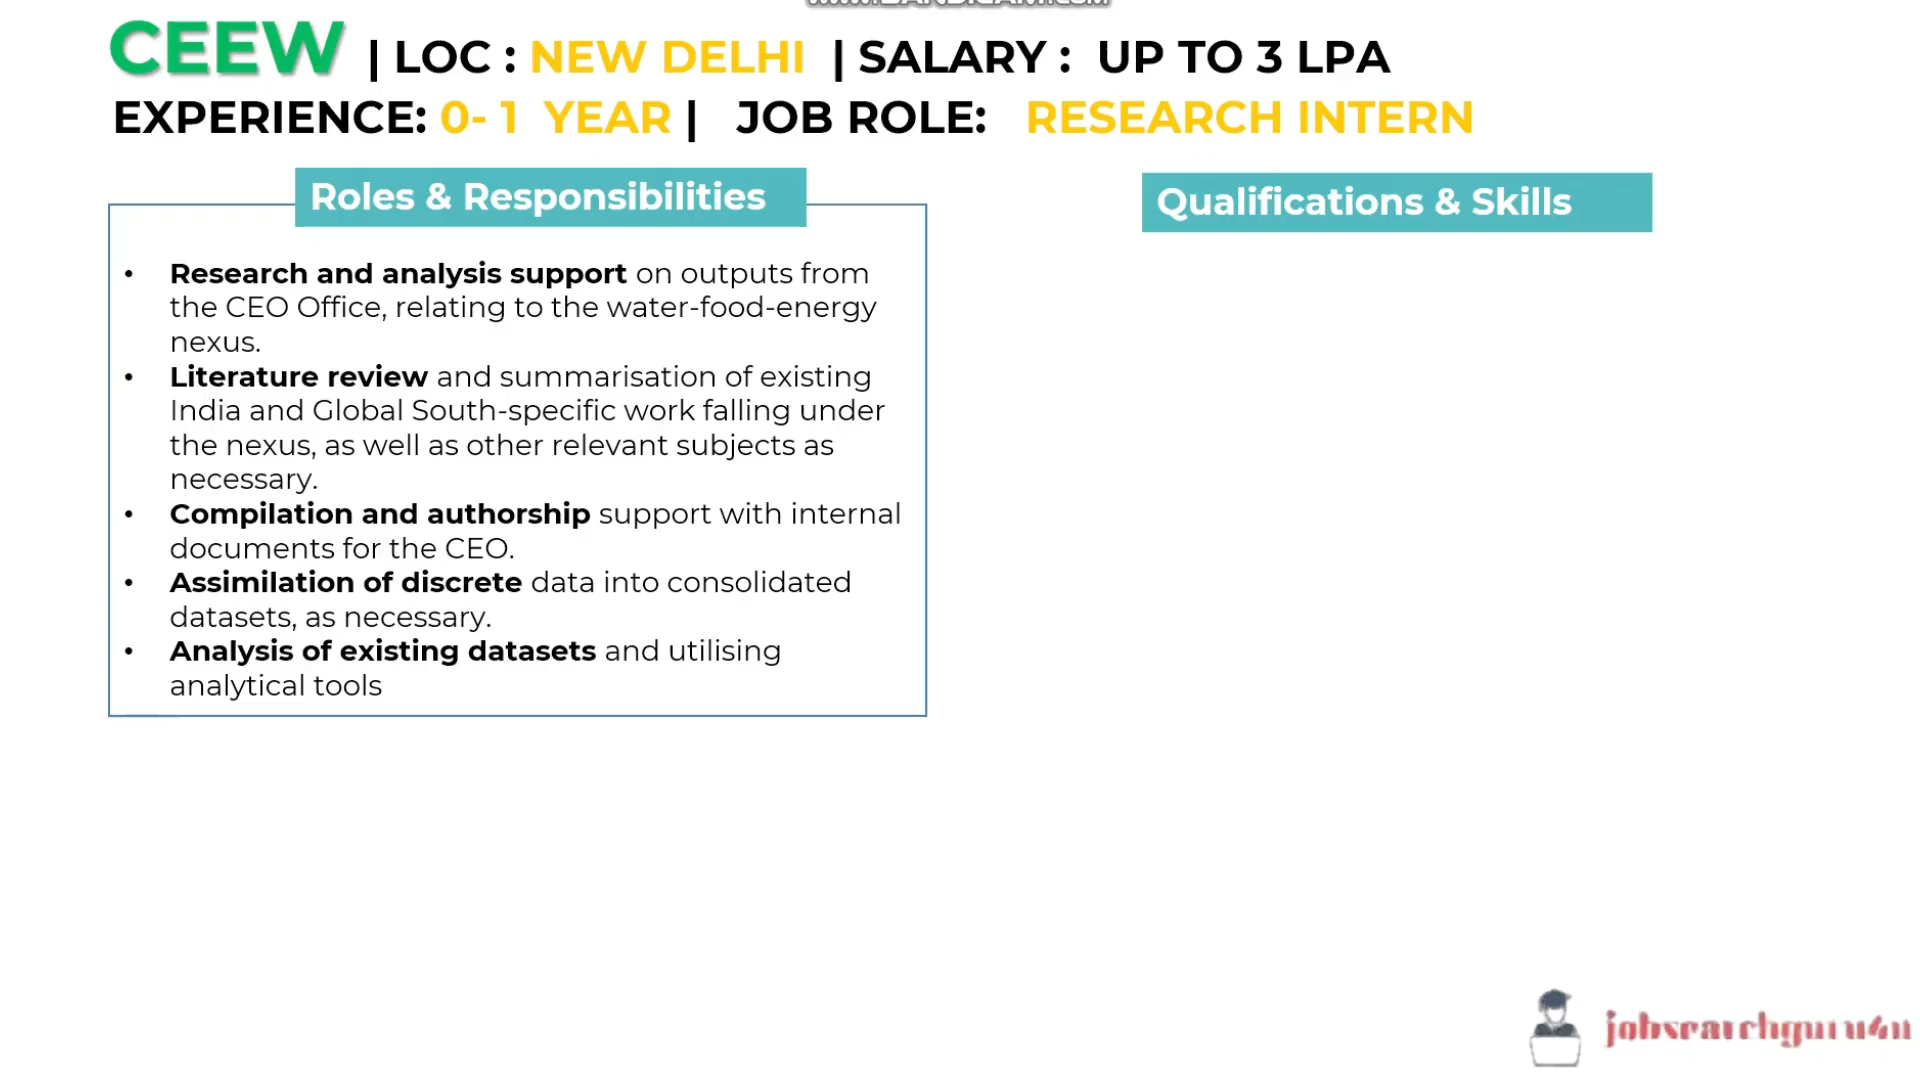 www.BANDICAM.com
CEEW | LOC : NEW DELHI | SALARY : UP TO 3 LPA
EXPERIENCE: 0- 1 YEAR | JOB ROLE: RESEARCH INTERN
Roles & Responsibilities
• Research and analysis support on outputs from
the CEO Office, relating to the water-food-energy
nexus.
• Literature review and summarisation of existing
India and Global South-specific work falling under
the nexus, as well as other relevant subjects as
necessary.
• Compilation and authorship support with internal
documents for the CEO.
• Assimilation of discrete data into consolidated
datasets, as necessary.
• Analysis of existing datasets and utilising
analytical tools
Qualifications & Skills
jobsearchguru4u